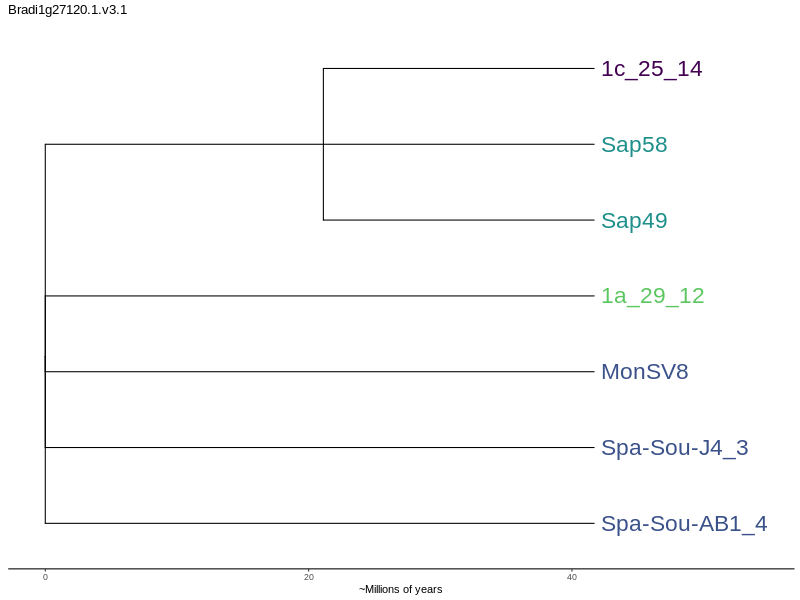 Bradi1g27120.1.v3.1
1c_25_14
Sap58
Sap49
1a_29_12
MonSV8
Spa-Sou-J4_3
Spa-Sou-AB1_4
0 20 40
~Millions of years